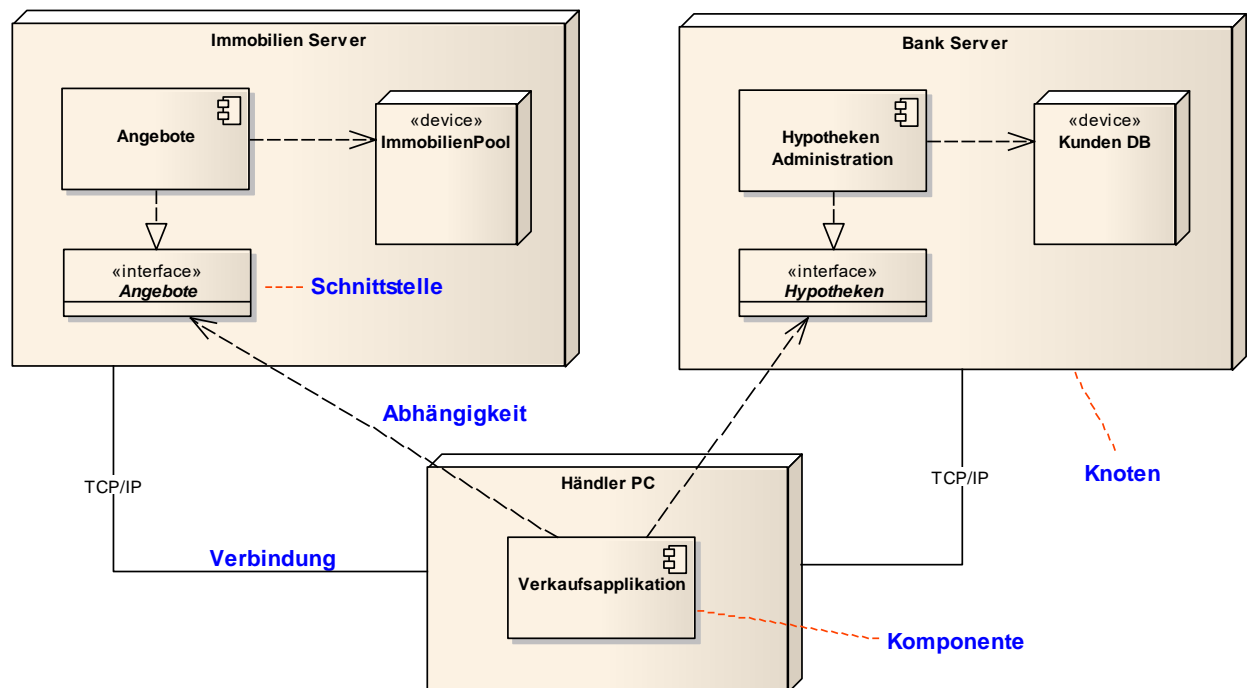 Immobilien Server
Angebote
«device»
ImmobilienPool
«interface»
Angebote
Schnittstelle
Bank Server
Hypotheken
Administration
«device»
Kunden DB
«interface»
Hypotheken
Abhängigkeit
TCP/IP
Verbindung
Händler PC
Verkaufsapplikation
TCP/IP
Knoten
Komponente